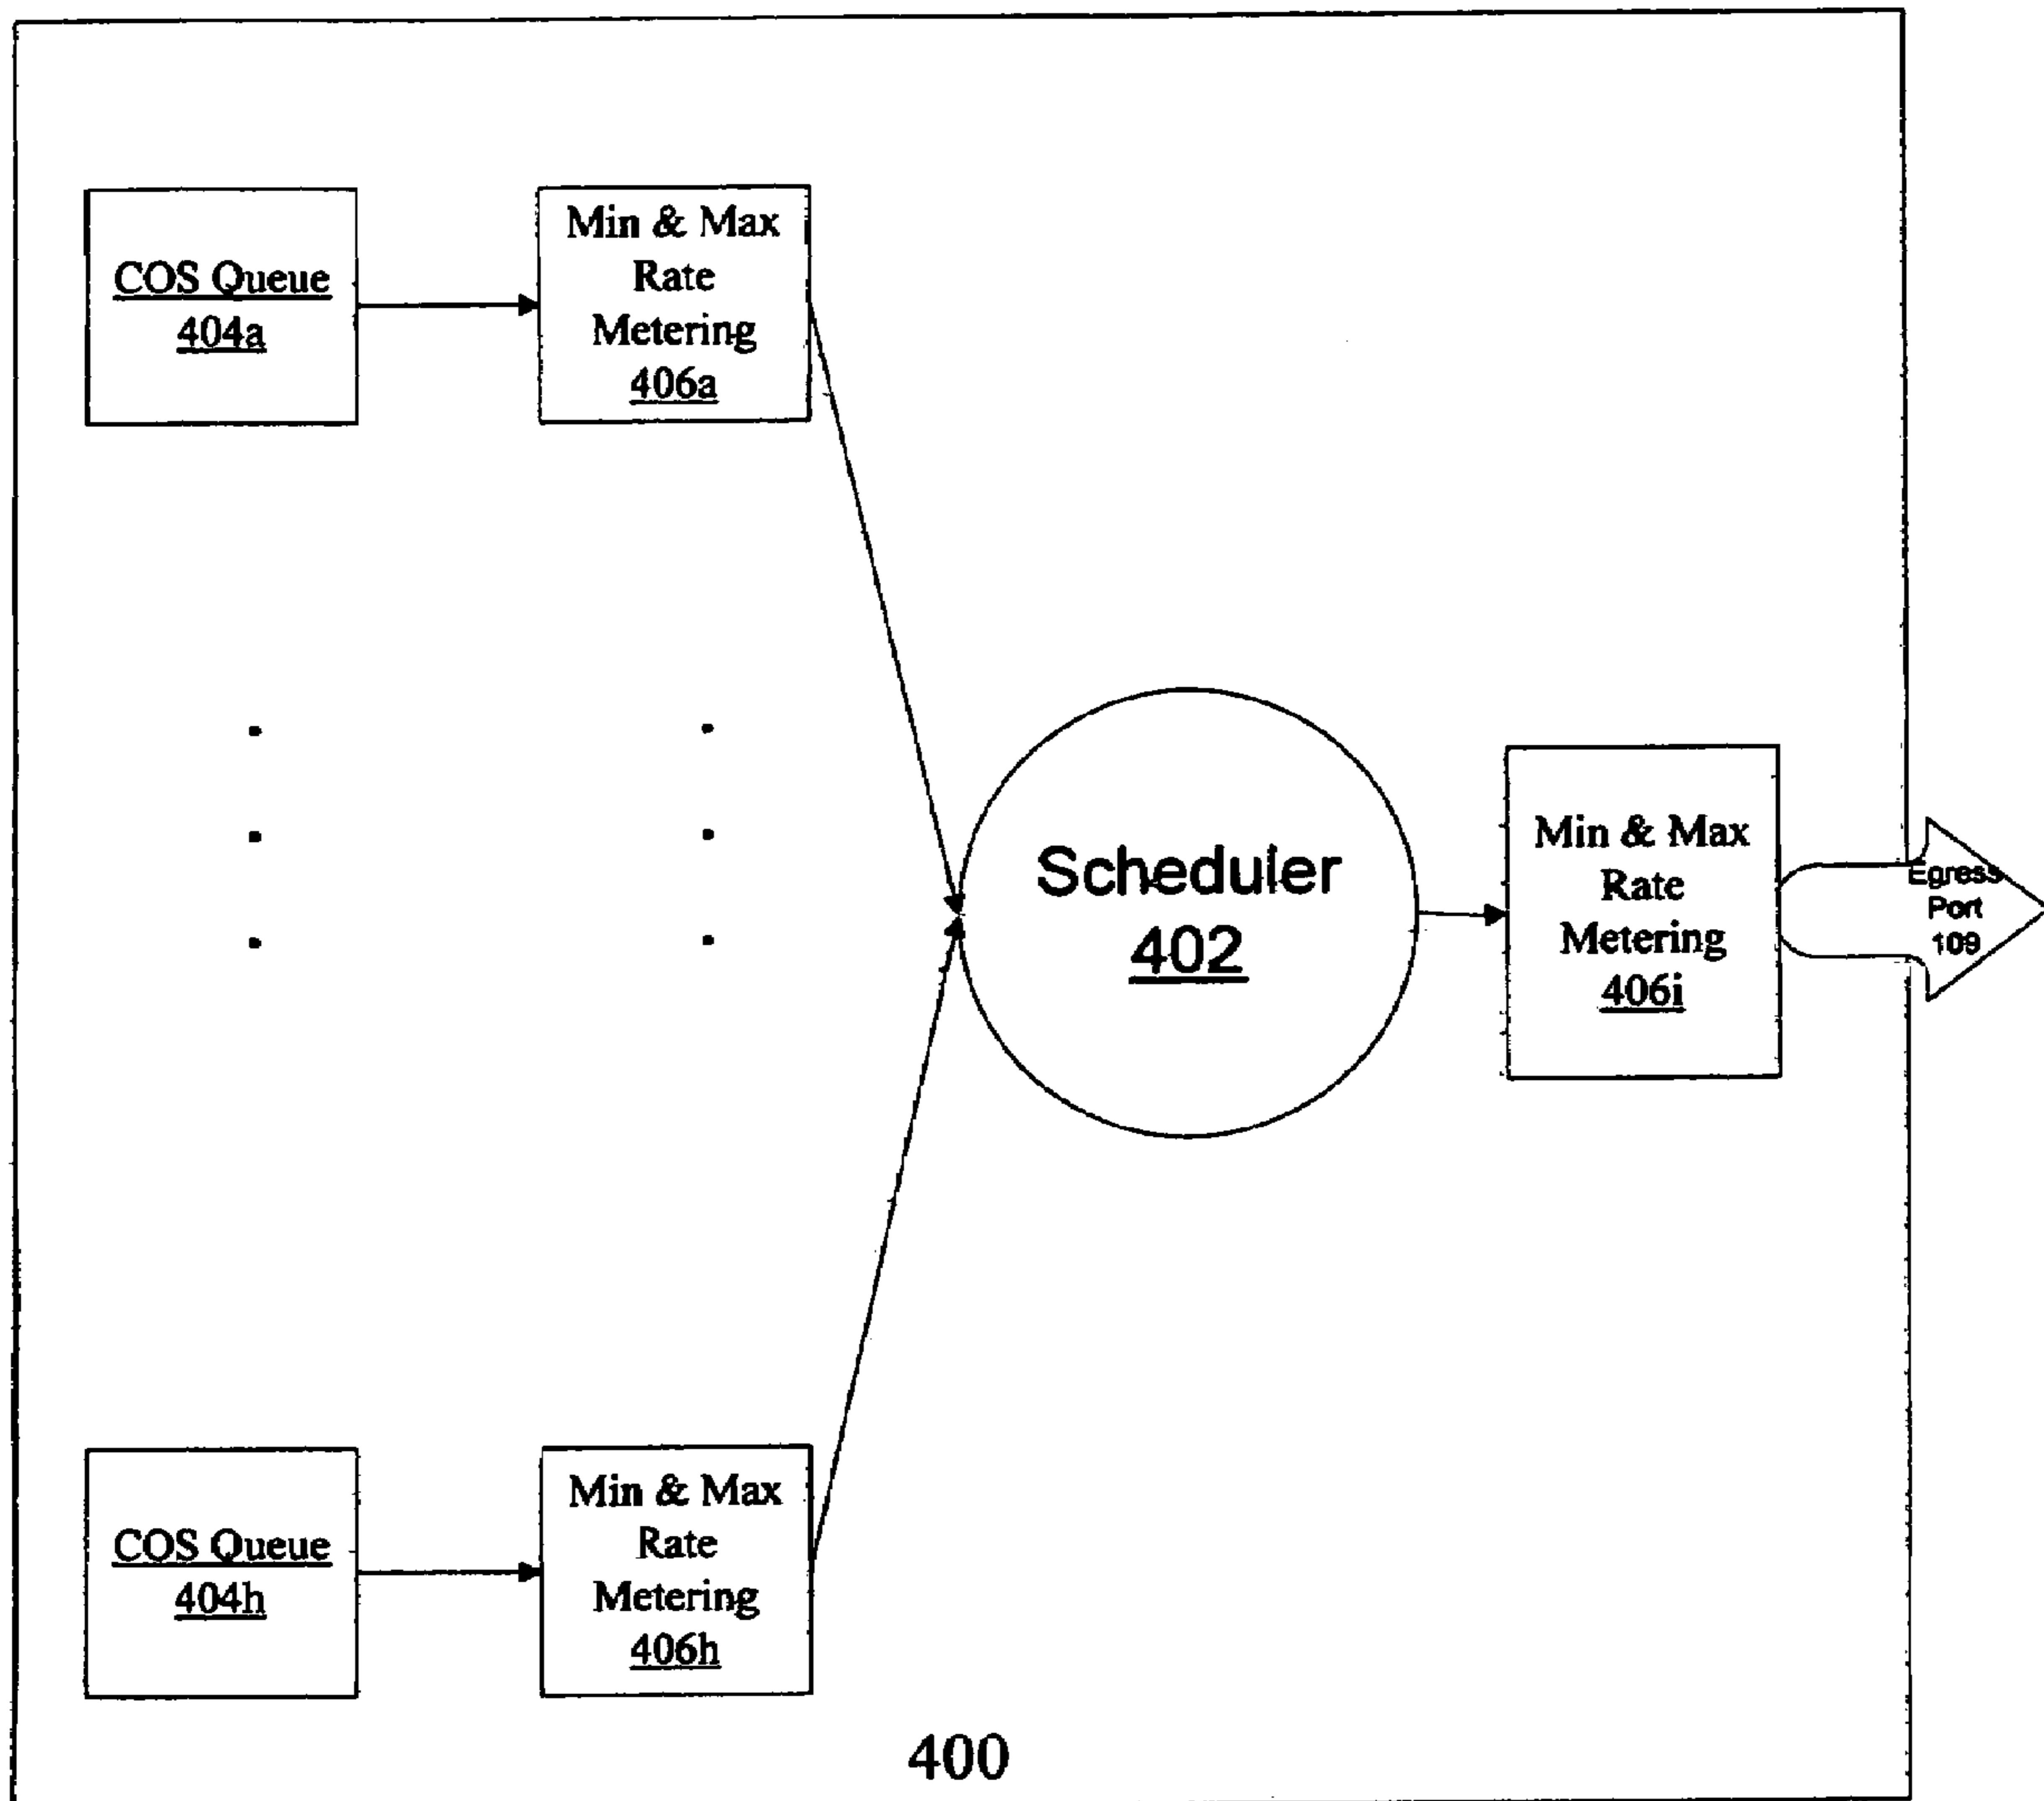 COS Queue
404a
Min & Max
Rate
Metering
406a
Scheduler
402
Min & Max
Rate
Metering
406i
Egress
Port
109
COS Queue
404h
Min & Max
Rate
Metering
406h
400